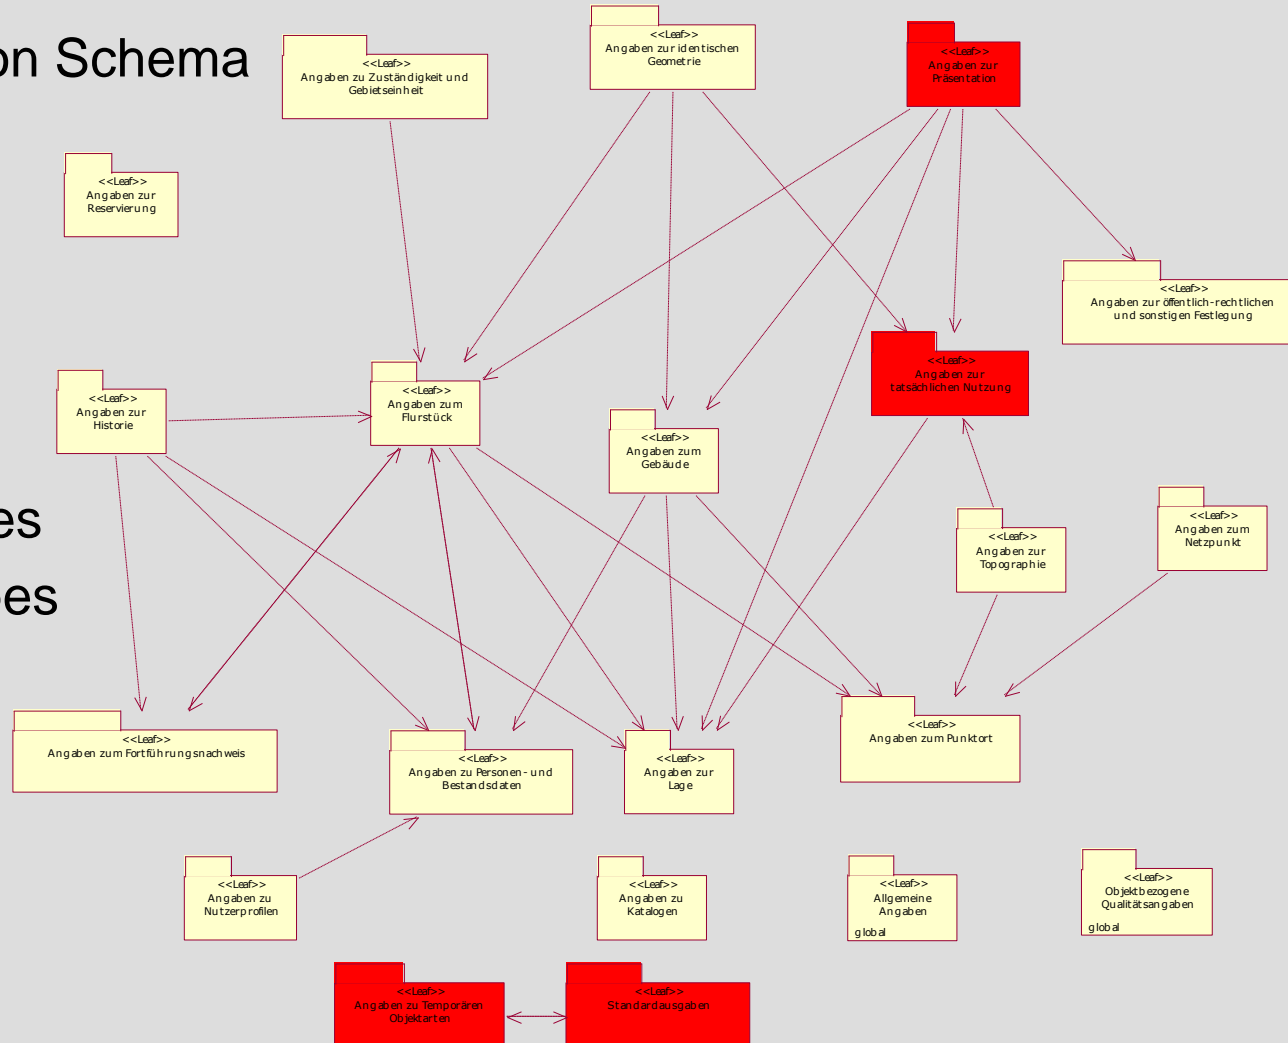 on Schema
<<Leaf>>
Angaben zu Zuständigkeit und
Gebietseinheit
<<Leaf>>
Angaben zur identischen
Geometrie
<<Leaf>>
Angaben zur
Präsentation
<<Leaf>>
Angaben zur
Reservierung
<<Leaf>>
Angaben zur öffentlich-rechtlichen
und sonstigen Festlegung
<<Leaf>>
Angaben zur
Historie
<<Leaf>>
Angaben zum
Flurstück
<<Leaf>>
Angaben zur
tatsächlichen Nutzung
<<Leaf>>
Angaben zum
Gebäude
es
<<Leaf>>
Angaben zur
Topographie
<<Leaf>>
Angaben zum
Netzpunkt
pes
<<Leaf>>
Angaben zum Fortführungsnachweis
<<Leaf>>
Angaben zu Personen- und
Bestandsdaten
<<Leaf>>
Angaben zur
Lage
<<Leaf>>
Angaben zum Punktort
<<Leaf>>
Angaben zu
Nutzerprofilen
<<Leaf>>
Angaben zu
Katalogen
<<Leaf>>
Allgemeine
Angaben
global
<<Leaf>>
Objektbezogene
Qualitätsangaben
global
<<Leaf>>
Angaben zu Temporären
Objektarten
<<Leaf>>
Standardausgaben